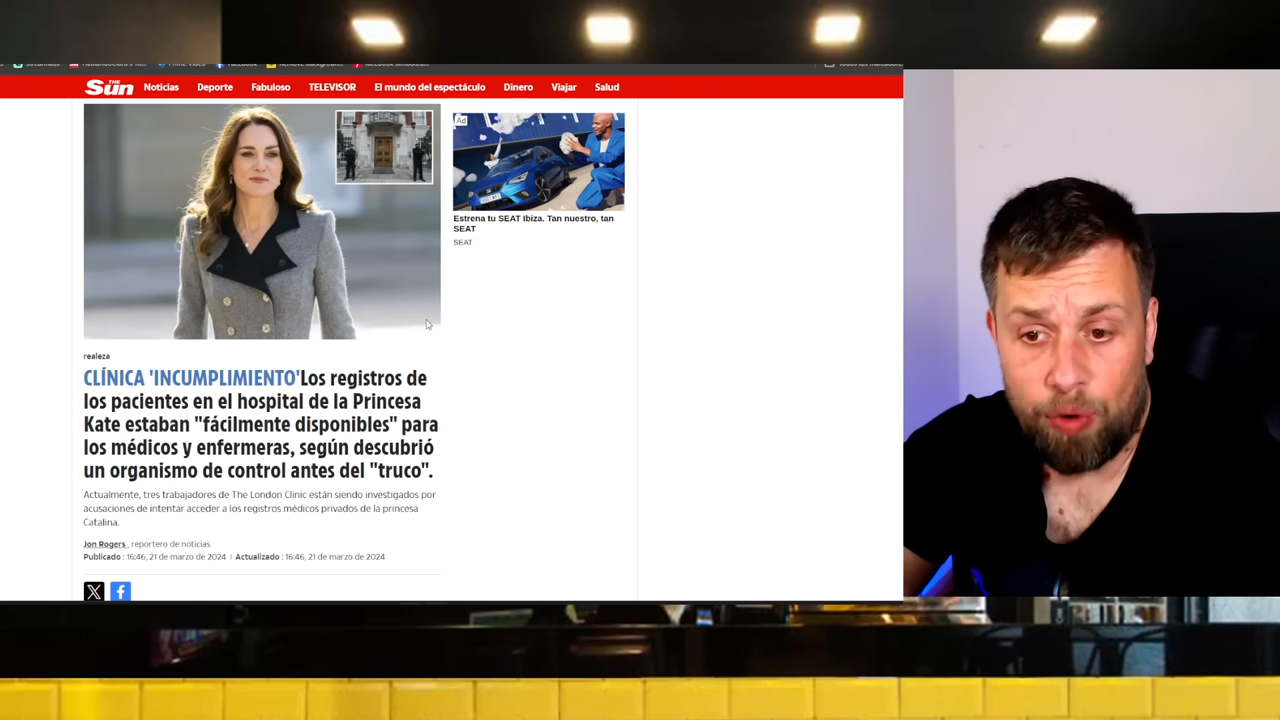 THE Sun
Noticias Deporte Fabuloso TELEVISOR El mundo del espectáculo Dinero Viajar Salud
Ad
Estrena tu SEAT Ibiza. Tan nuestro, tan
SEAT
SEAT
realeza
CLÍNICA 'INCUMPLIMIENTO'Los registros de
los pacientes en el hospital de la Princesa
Kate estaban "fácilmente disponibles" para
los médicos y enfermeras, según descubrió
un organismo de control antes del "truco".
Actualmente, tres trabajadores de The London Clinic están siendo investigados por
acusaciones de intentar acceder a los registros médicos privados de la princesa
Catalina.
Jon Rogers , reportero de noticias
Publicado : 16:46, 21 de marzo de 2024 | Actualizado : 16:46, 21 de marzo de 2024